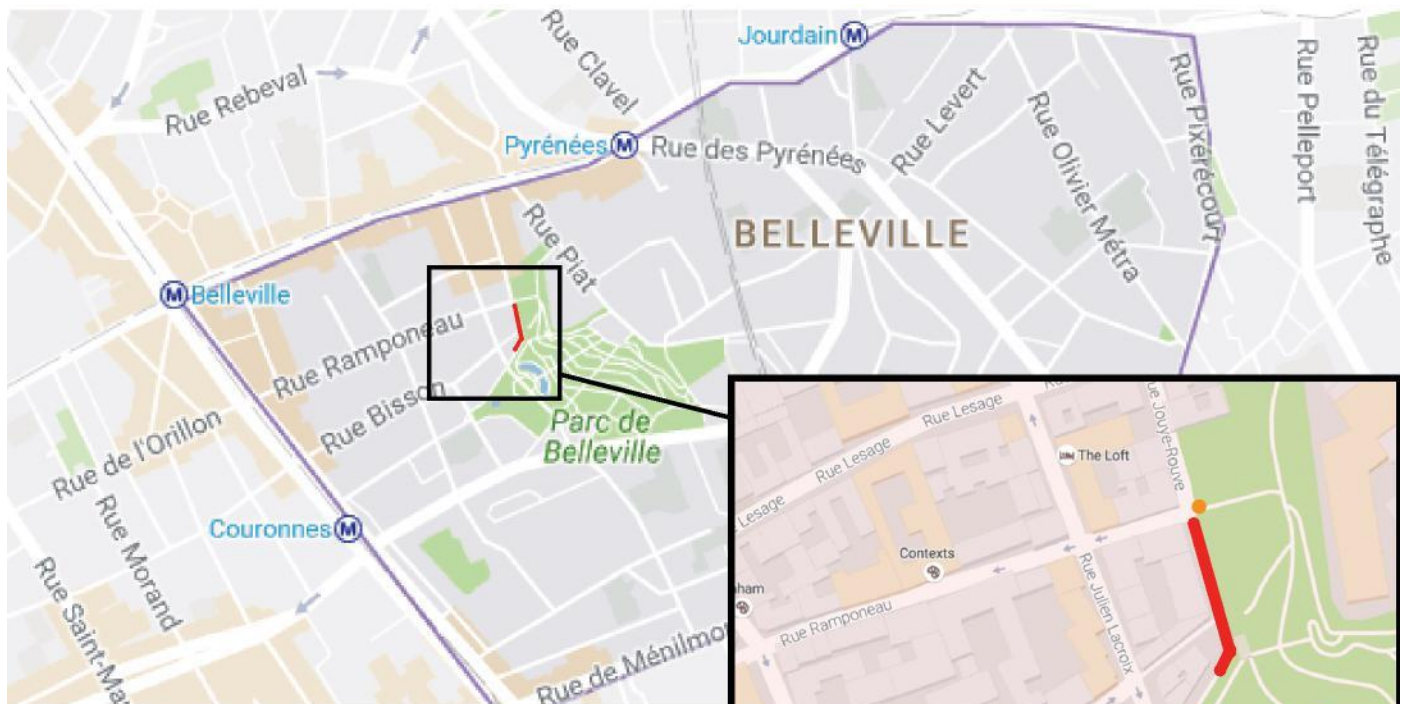 Jourdain M
Rue Clavel
Rue Rebeval
Pyrénées M
Rue des Pyrénées
Rue Levert
Rue Olivier Métra
Rue Pixérécourt
Rue Pelleport
Rue du Télégraphe
BELLEVILLE
Rue Piat
M Belleville
Rue Ramponeau
Rue Bisson
Rue de l'Orillon
Parc de
Belleville
Rue Morand
Couronnes M
Rue Saint-Ma
Rue de Ménilmo
Rue Lesage
Rue Lesage
Lesage
Rue Jouye-Rouve
The Loft
Contexts
ham
Rue Ramponeau
Rue Julien Lacroix